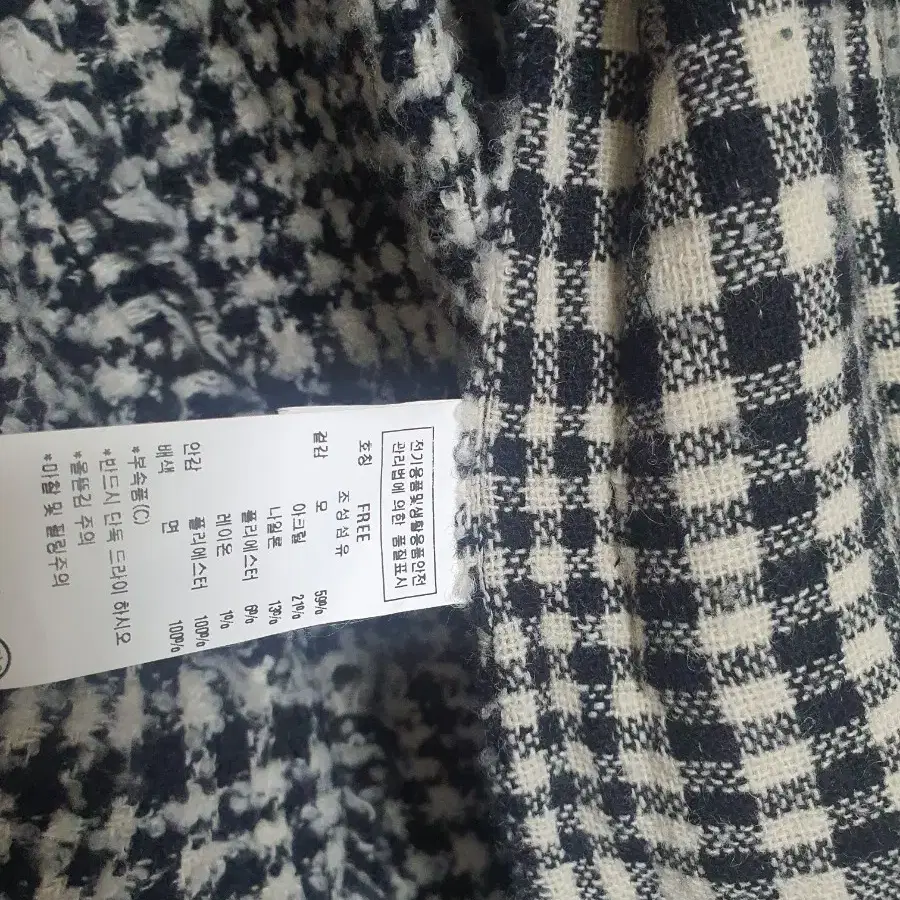 전기용품및생활용품안전
관리법에 의한 품질표시
호칭 FREE
조성섬유
겉감 모 59%
아크릴 21%
나일론 13%
폴리에스터 6%
레이온 1%
안감 폴리에스터 100%
배색 면 100%
*부속품(C)
*반드시 단독 드라이 하시오
*올뜯김 주의
*미월 및 필링주의